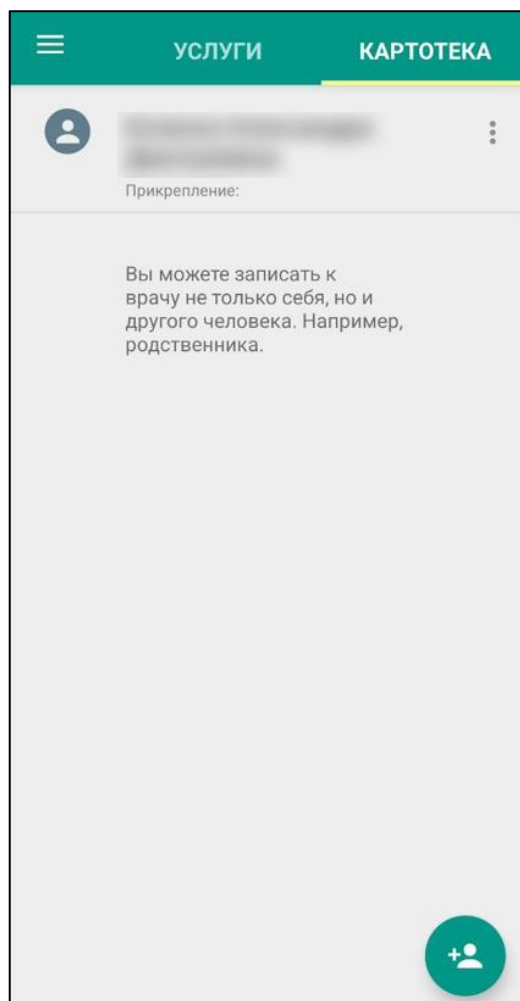 УСЛУГИ
КАРТОТЕКА
Прикрепление:
Вы можете записать к
врачу не только себя, но и
другого человека. Например,
родственника.